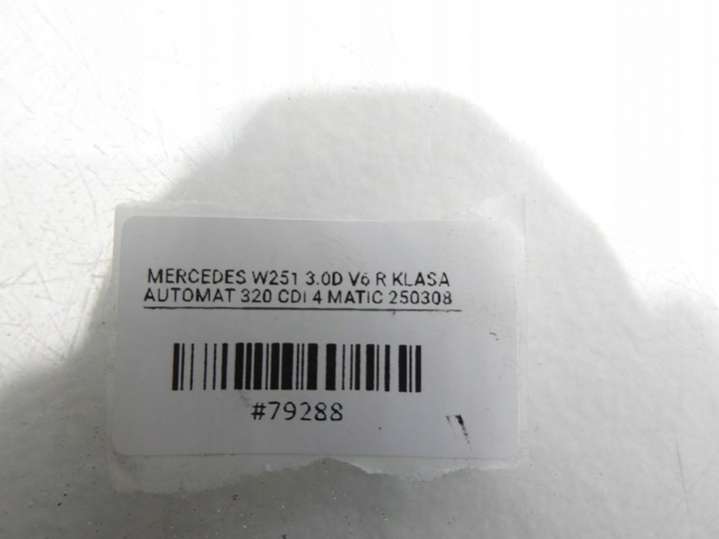 MERCEDES W251 3.0D V6 R KLASA
AUTOMAT 320 CDI 4 MATIC 250308
#79288